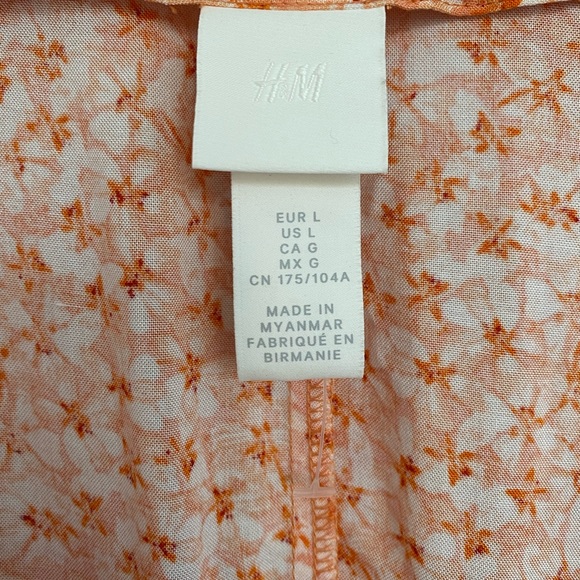 H&M
EUR L
US L
CA G
MX G
CN 175/104A
MADE IN
MYANMAR
FABRIQUÉ EN
BIRMANIE